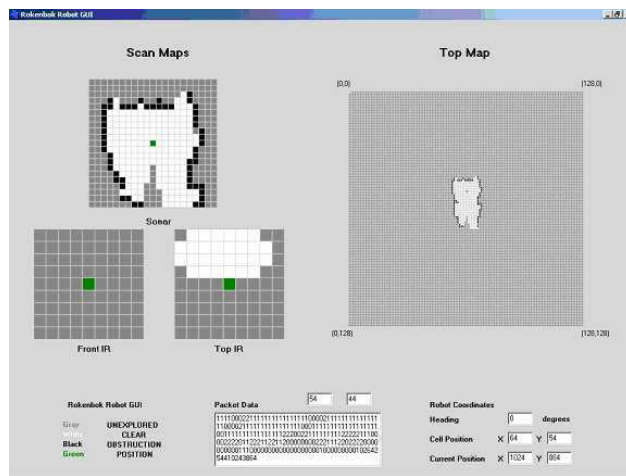 Rokenbok Robot GUI
Scan Maps
Top Map
(0,0)
(128,0)
Sonar
(0,128)
(128,128)
Front IR
Top IR
Rokenbok Robot GUI
Gray UNEXPLORED
White CLEAR
Black OBSTRUCTION
Green POSITION
Packet Data
54 44
54410243864
Robot Coordinates
Heading 0 degrees
Cell Position X 64 Y 54
Current Position X 1024 Y 864